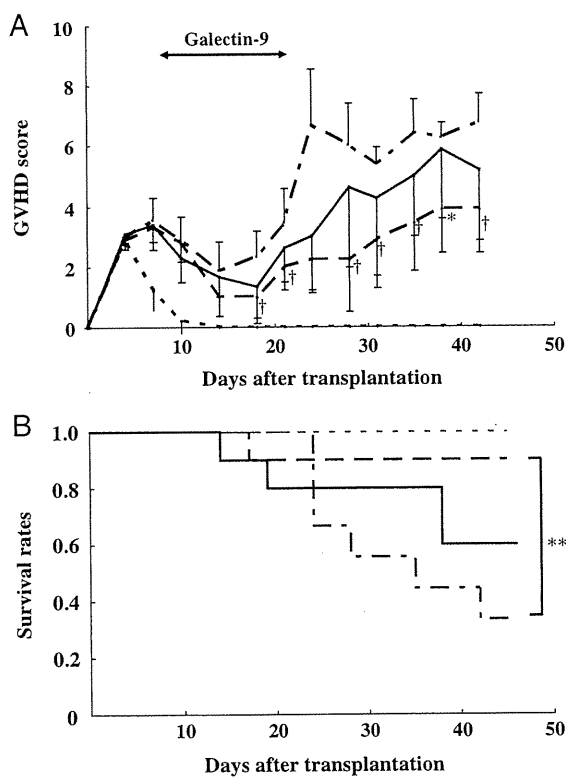 A
10
Galectin-9
8
6
4
2
0
GVHD score
† † † † † * †
10 20 30 40 50
Days after transplantation
B
1.0
0.8
0.6
0.4
0.2
0
Survival rates
**
10 20 30 40 50
Days after transplantation